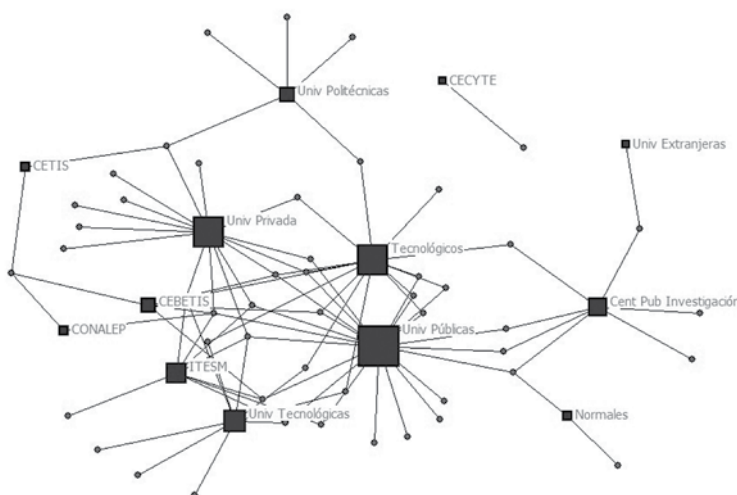 Univ Politécnicas
CECYTE
Univ Extranjeras
CETIS
Univ Privada
Tecnológicos
CEBETIS
Cent Pub Investigación
CONALEP
Univ Públicas
ITESM
Univ Tecnológicas
Normales